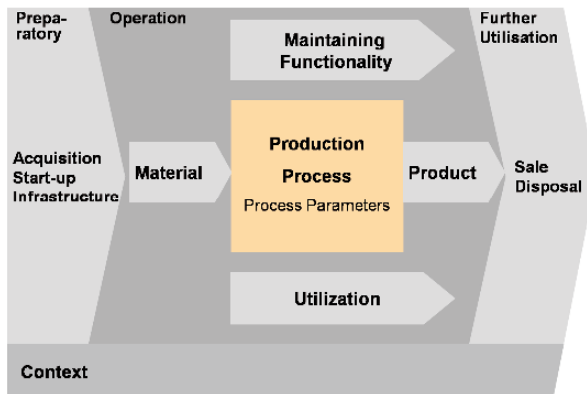 Prepa-
ratory
Operation
Further
Utilisation
Maintaining
Functionality
Acquisition
Start-up
Infrastructure
Material
Production
Process
Process Parameters
Product
Sale
Disposal
Utilization
Context